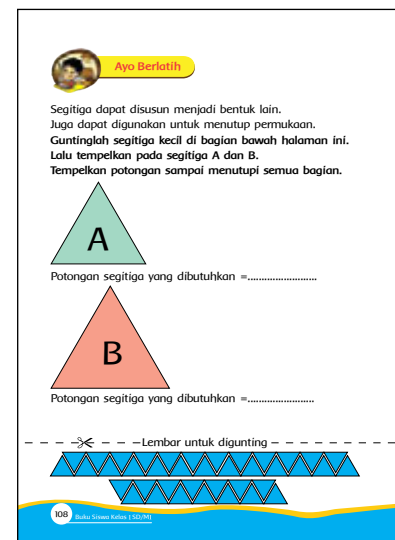 Ayo Berlatih
Segitiga dapat disusun menjadi bentuk lain.
Juga dapat digunakan untuk menutup permukaan.
Guntinglah segitiga kecil di bagian bawah halaman ini.
Lalu tempelkan pada segitiga A dan B.
Tempelkan potongan sampai menutupi semua bagian.
A
Potongan segitiga yang dibutuhkan =.........................
B
Potongan segitiga yang dibutuhkan =........................
Lembar untuk digunting
108 Buku Siswa Kelas I SD/MI